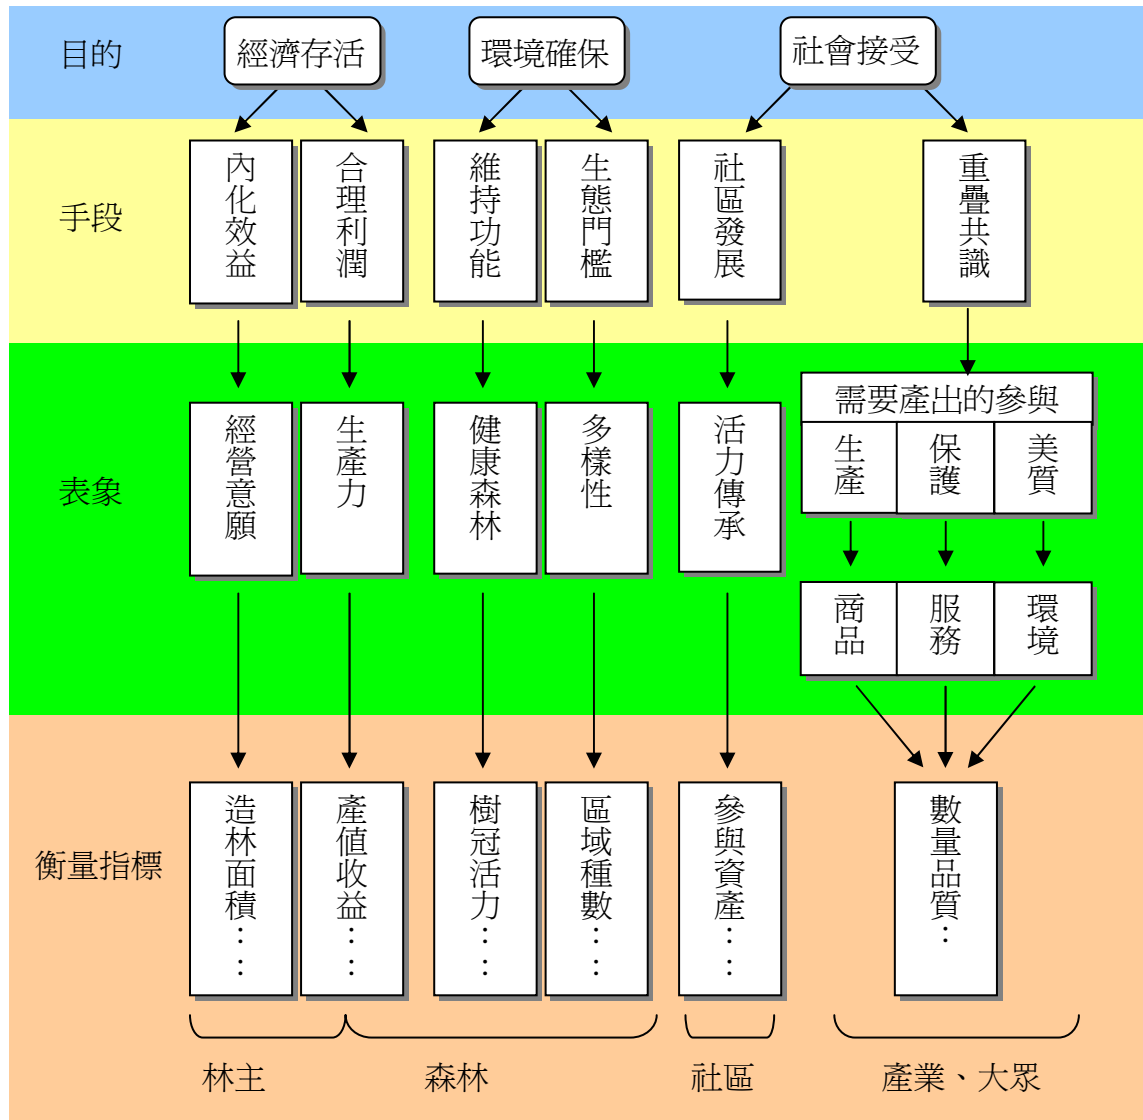 目的
經濟存活
環境確保
社會接受
手段
內化效益
合理利潤
維持功能
生態門檻
社區發展
重疊共識
表象
經營意願
生產力
健康森林
多樣性
活力傳承
需要產出的參與
生產
保護
美質
商品
服務
環境
衡量指標
造林面積……
產值收益……
樹冠活力……
區域種數……
參與資產……
數量品質…
林主
森林
社區
產業、大眾